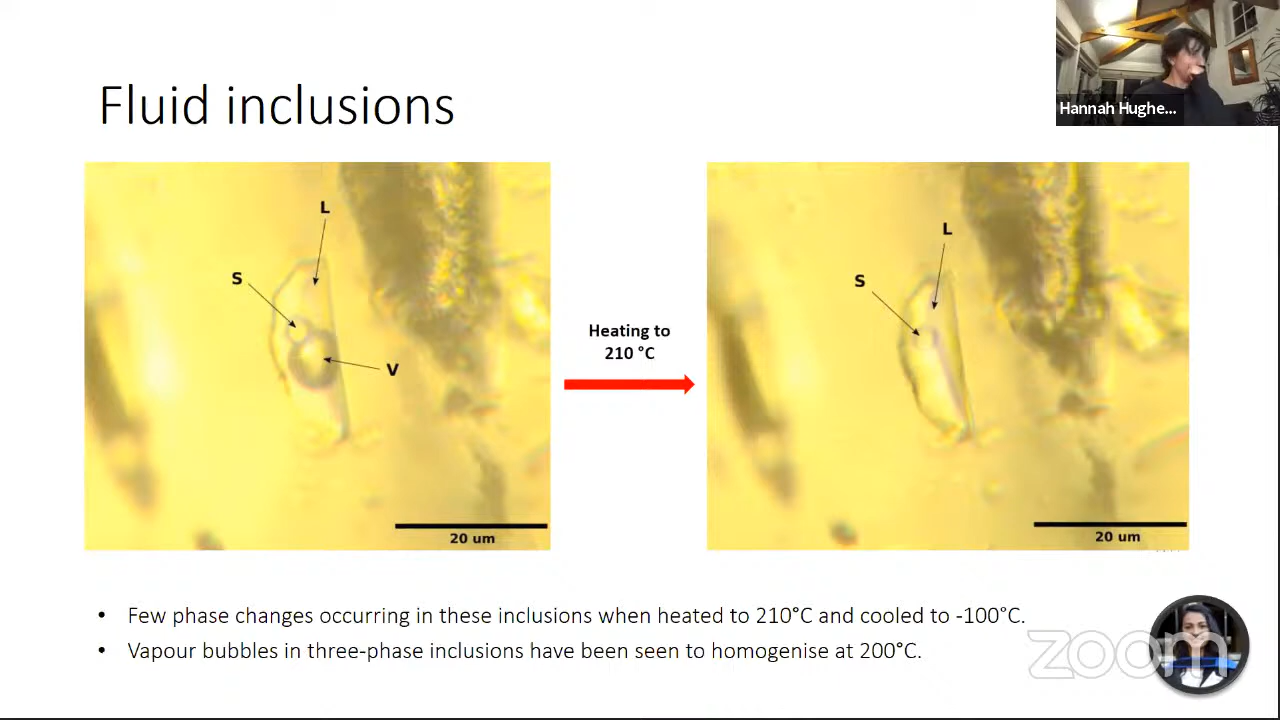 Hannah Hughe...
Fluid inclusions
L
S
V
20 um
Heating to
210 °C
L
S
20 um
• Few phase changes occurring in these inclusions when heated to 210°C and cooled to -100°C.
• Vapour bubbles in three-phase inclusions have been seen to homogenise at 200°C.
zoom